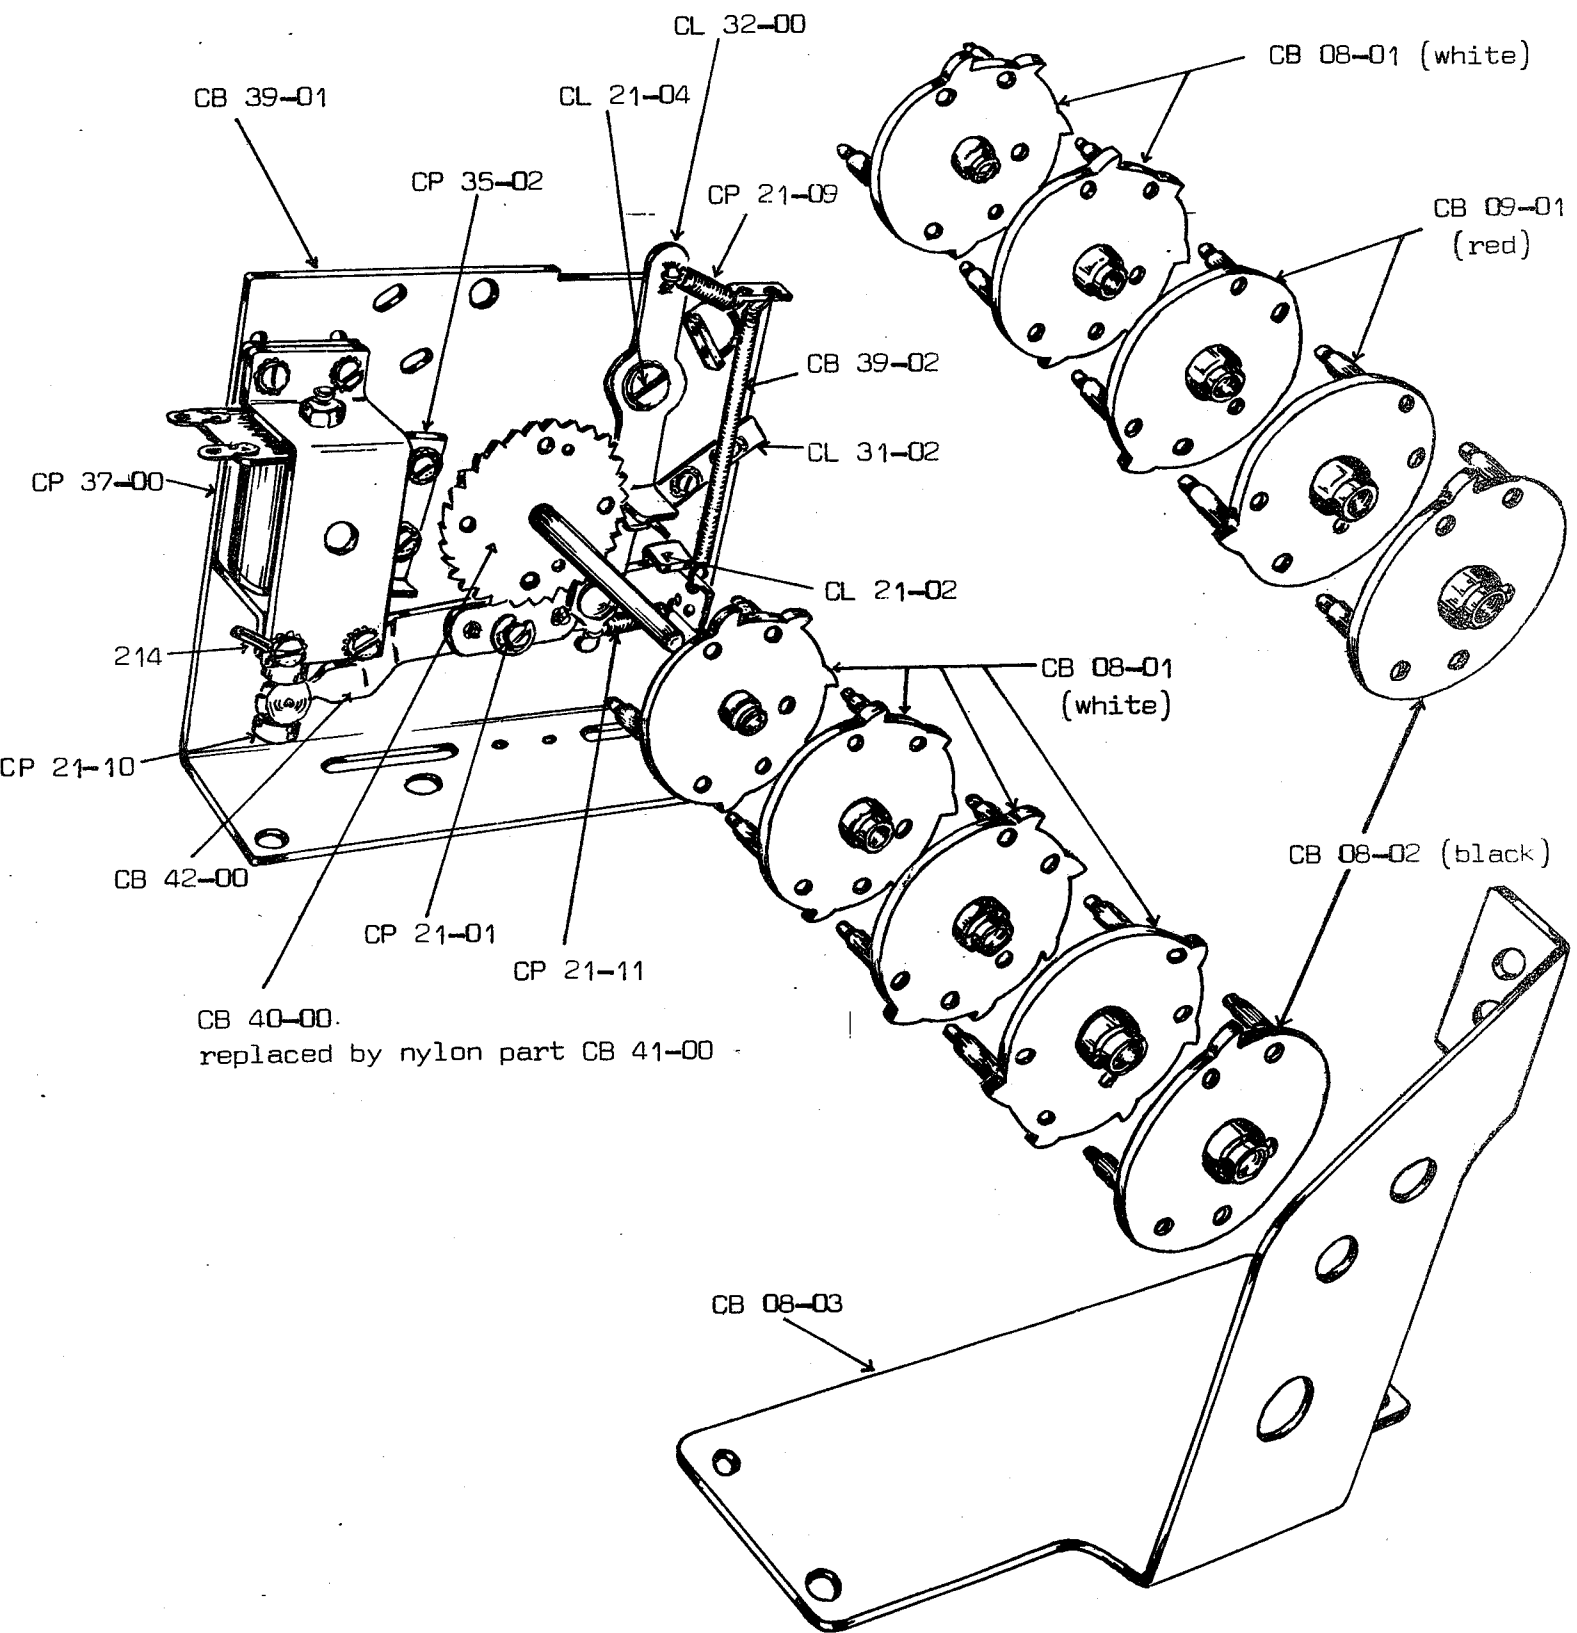 CL 32-00
CB 08-01 (white)
CB 39-01
CL 21-04
CP 35-02
CP 21-09
CB 09-01
(red)
CB 39-02
CL 31-02
CP 37-00
CL 21-02
214
CB 08-01
(white)
CP 21-10
CB 08-02 (black)
CB 42-00
CP 21-01
CP 21-11
CB 40-00.
replaced by nylon part CB 41-00
CB 08-03